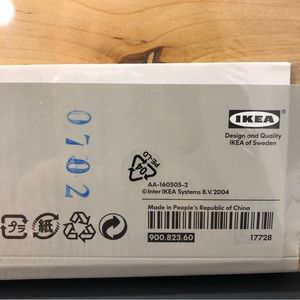 0702
04
PE-LD
IKEA
Design and Quality
IKEA of Sweden
AA-160505-2
©Inter IKEA Systems B.V. 2004
Made in People's Republic of China
900.823.60
17728
プラ
紙